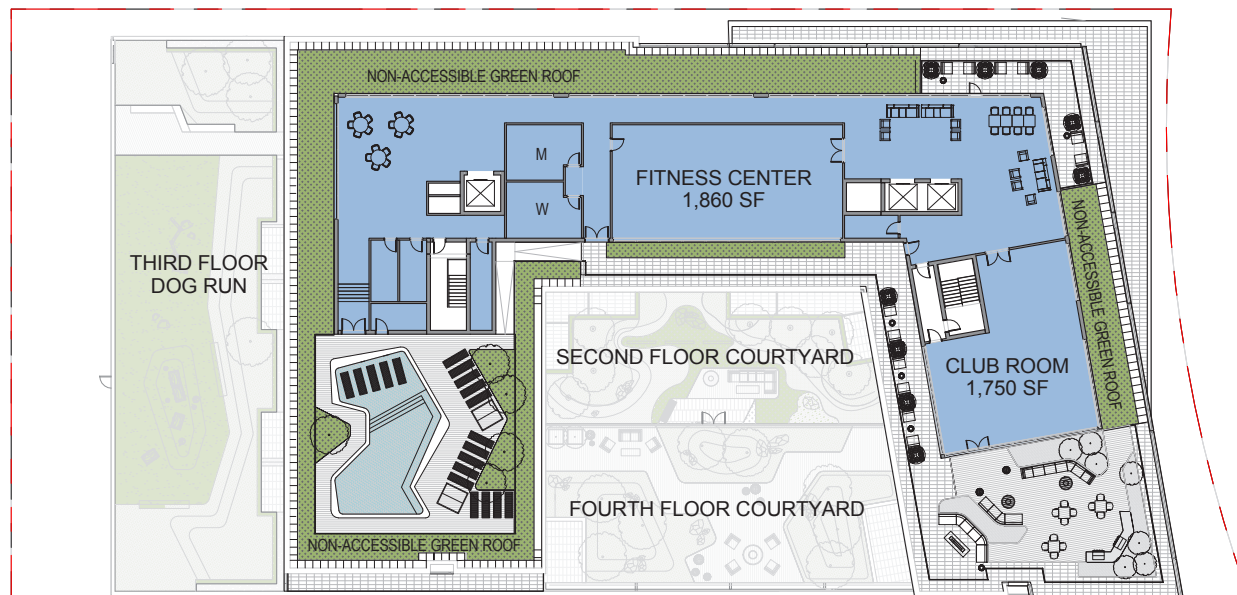 NON-ACCESSIBLE GREEN ROOF
M
FITNESS CENTER
1,860 SF
W
NON-ACCESSIBLE GREEN ROOF
THIRD FLOOR
DOG RUN
SECOND FLOOR COURTYARD
CLUB ROOM
1,750 SF
FOURTH FLOOR COURTYARD
NON-ACCESSIBLE GREEN ROOF